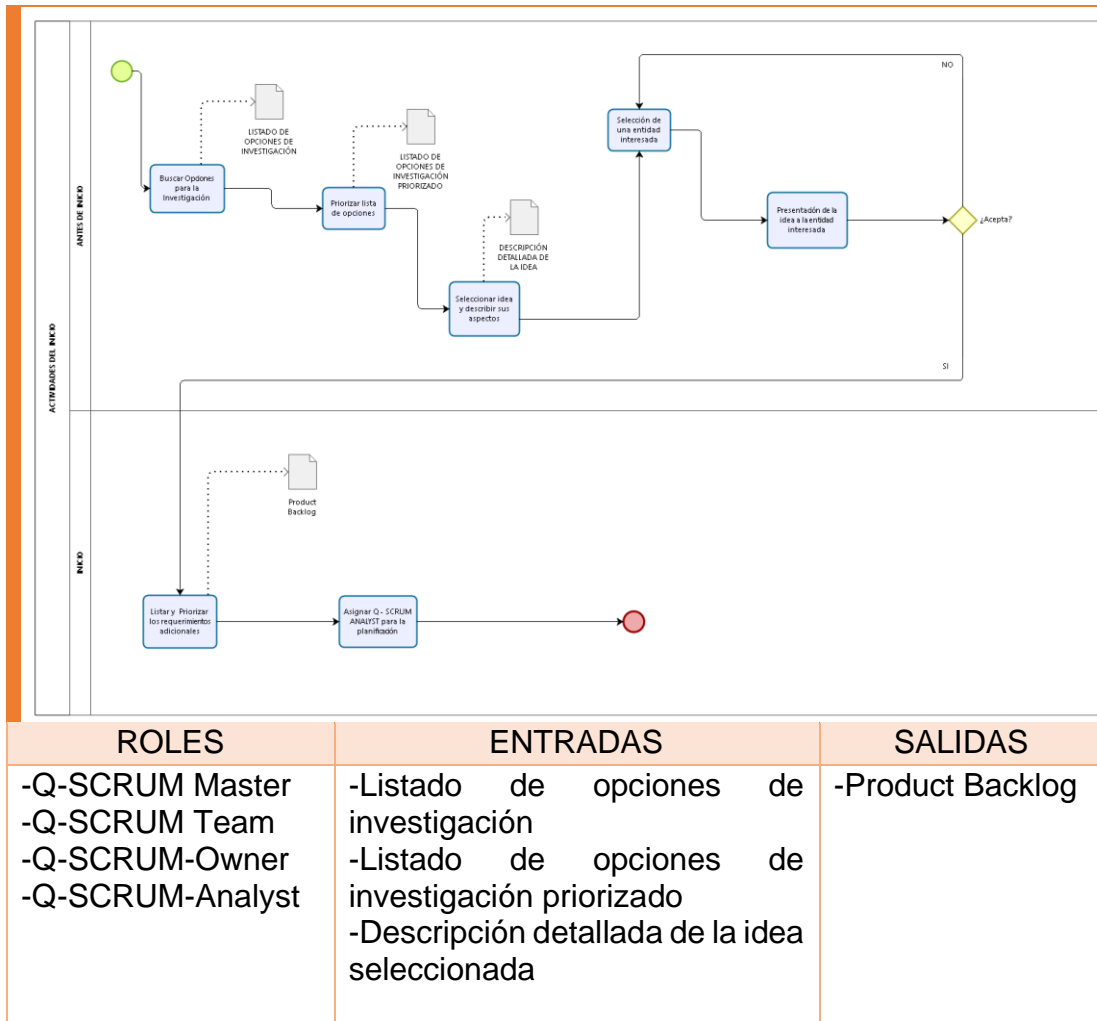 ACTIVIDADES DEL INICIO
ANTES DE INICIO
LISTADO DE
OPCIONES DE
INVESTIGACIÓN
Buscar Opciones
para la
Investigación
LISTADO DE
OPCIONES DE
INVESTIGACIÓN
PRIORIZADO
Priorizar lista
de opciones
DESCRIPCIÓN
DETALLADA DE
LA IDEA
Seleccionar idea
y describir sus
aspectos
Selección de
una entidad
interesada
Presentación de la
idea a la entidad
interesada
¿Acepta?
NO
SI
INICIO
Product
Backlog
Listar y Priorizar
los requerimientos
adicionales
Asignar Q - SCRUM
ANALYST para la
planificación
ROLES
-Q-SCRUM Master
-Q-SCRUM Team
-Q-SCRUM-Owner
-Q-SCRUM-Analyst
ENTRADAS
-Listado de opciones de
investigación
-Listado de opciones de
investigación priorizado
-Descripción detallada de la idea
seleccionada
SALIDAS
-Product Backlog